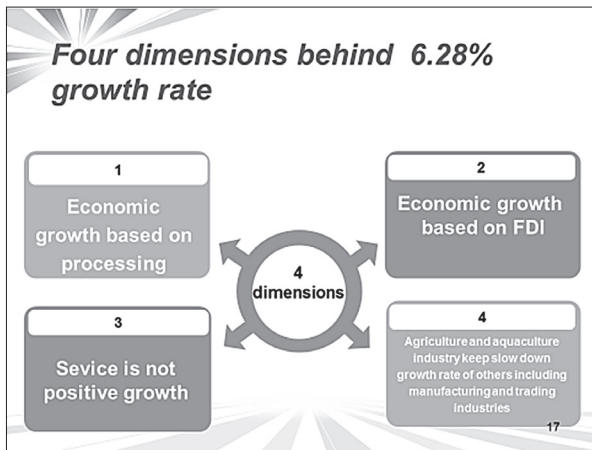 Four dimensions behind 6.28%
growth rate
1
Economic
growth based on
processing
2
Economic growth
based on FDI
4
dimensions
3
Sevice is not
positive growth
4
Agriculture and aquaculture
industry keep slow down
growth rate of others including
manufacturing and trading
industries
17